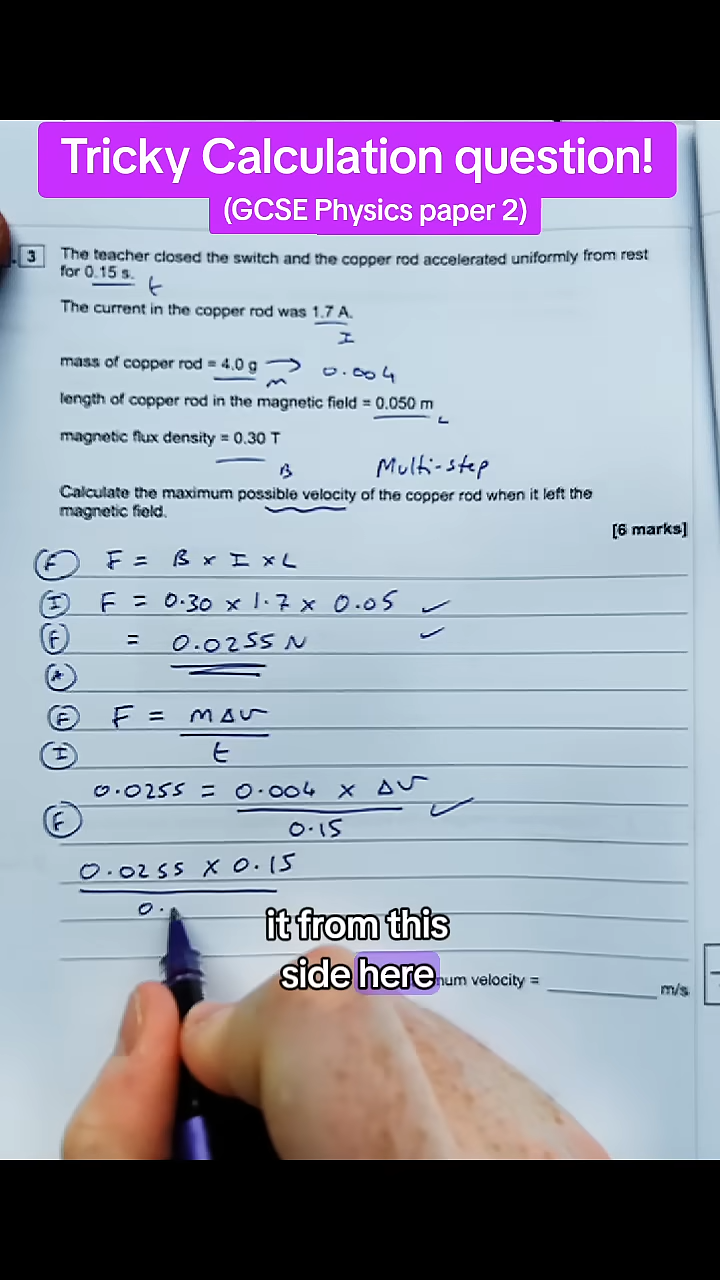 Tricky Calculation question!
(GCSE Physics paper 2)
3 The teacher closed the switch and the copper rod accelerated uniformly from rest
for 0.15 s.
t
The current in the copper rod was 1.7 A.
I
mass of copper rod = 4.0 g → 0.004
m
length of copper rod in the magnetic field = 0.050 m
L
magnetic flux density = 0.30 T
B Multi-step
Calculate the maximum possible velocity of the copper rod when it left the
magnetic field.
[6 marks]
F F = B x I x L
I F = 0.30 x 1.7 x 0.05 ✓
F = 0.0255 N ✓
A
F F = mΔv
I t
0.0255 = 0.004 x Δv ✓
F 0.15
0.0255 x 0.15
0.
it from this
side here
num velocity = m/s